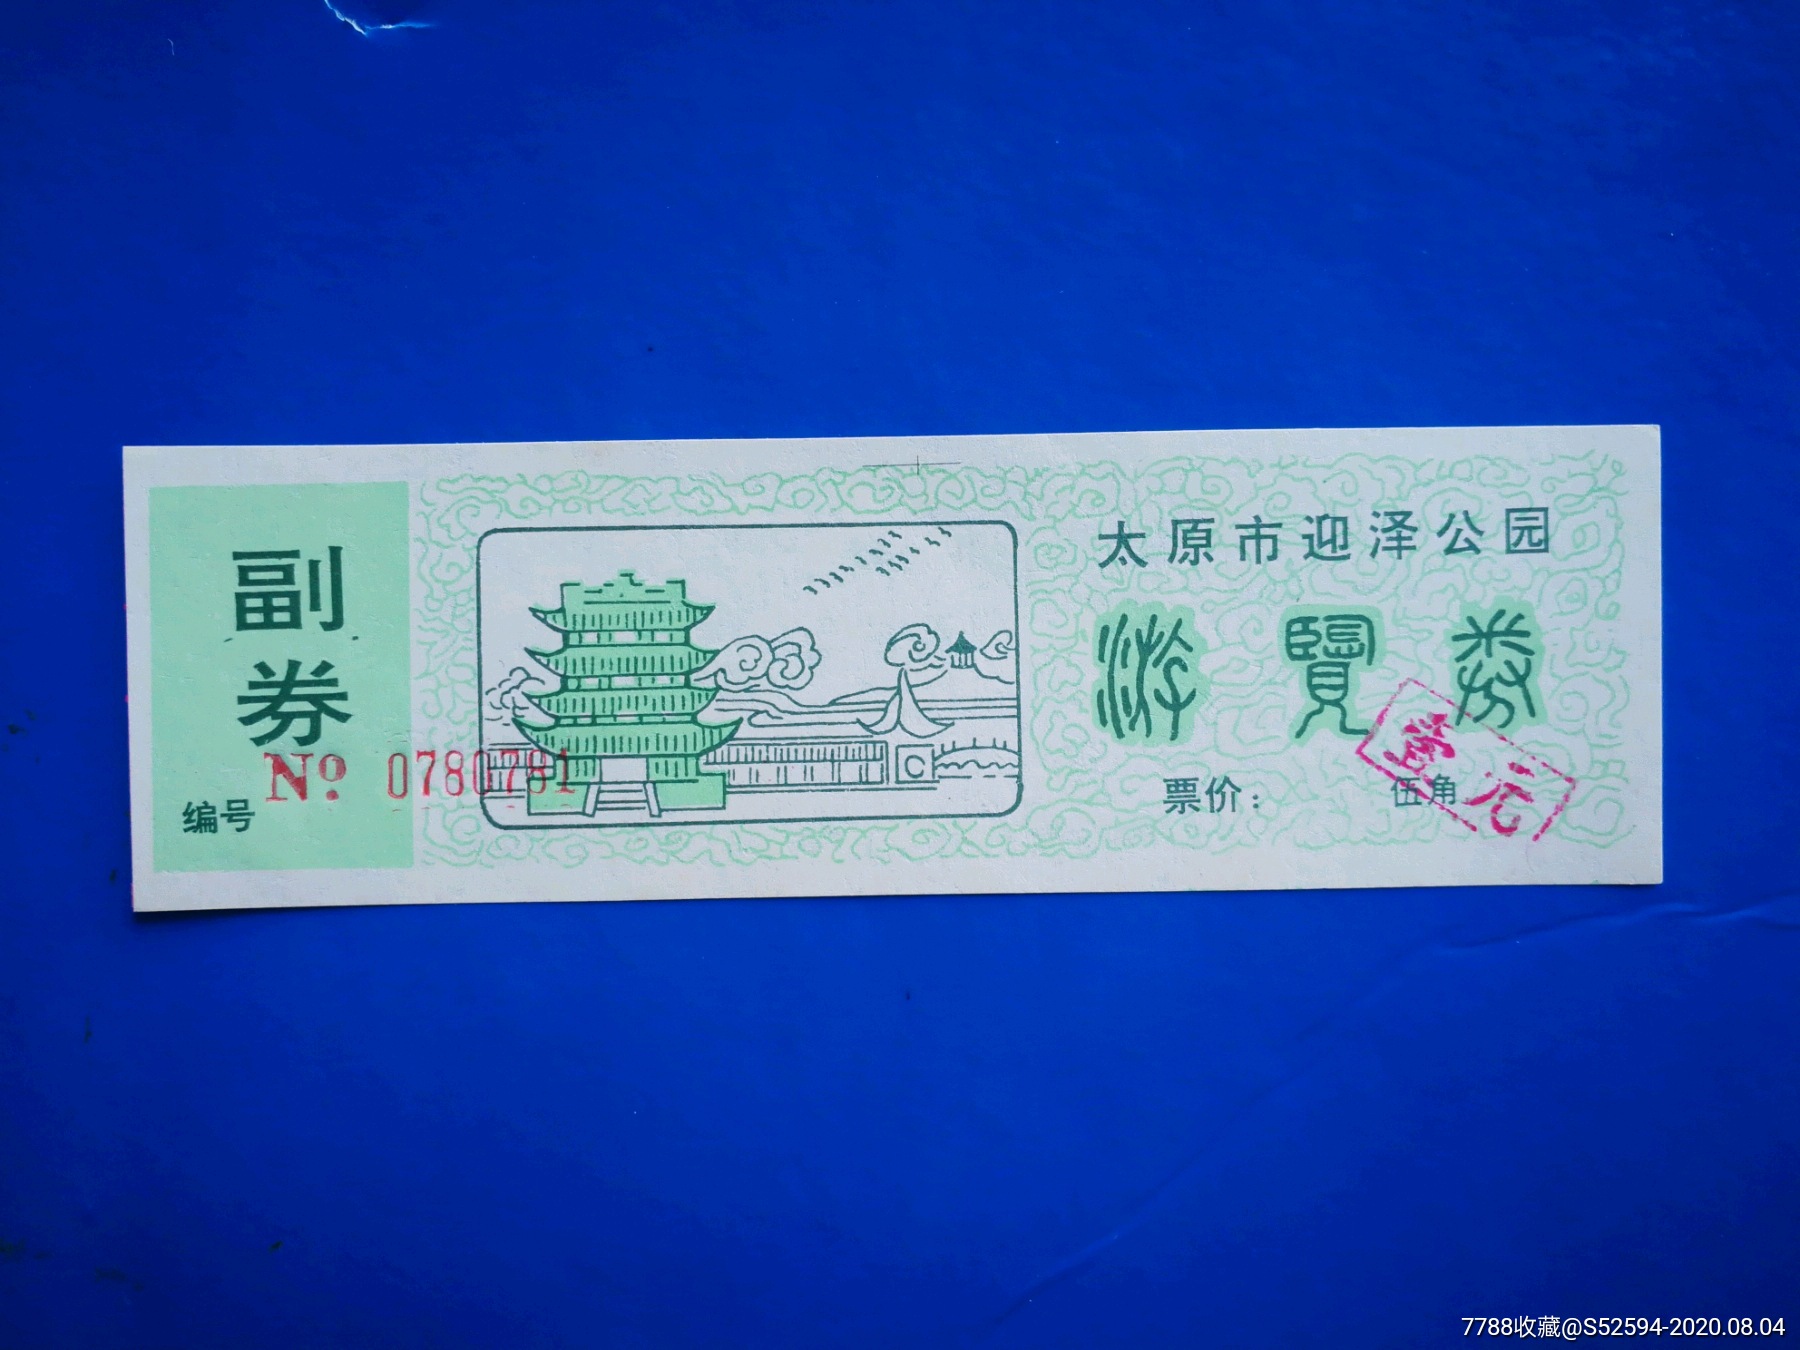 副
券
编号
Nº 0780781
太原市迎泽公园
游覽券
票价：
伍角
壹元
C
7788收藏@S52594-2020.08.04